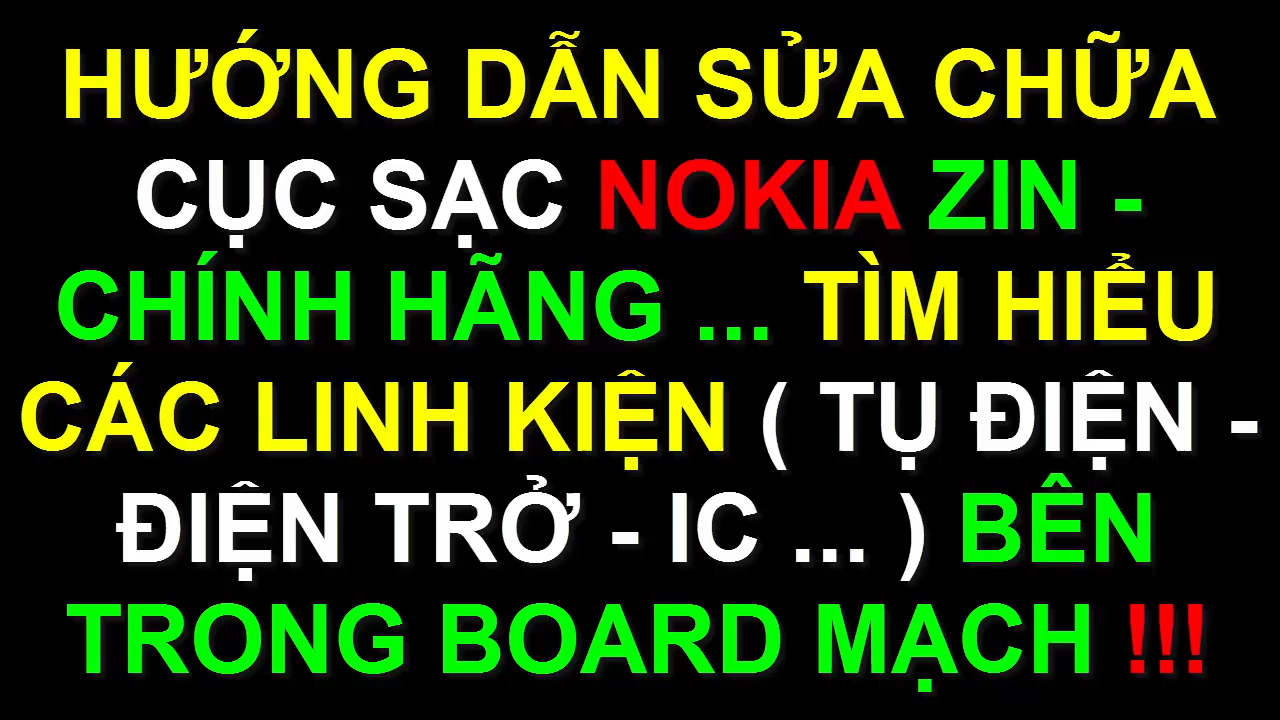 HƯỚNG DẪN SỬA CHỮA
CỤC SẠC NOKIA ZIN -
CHÍNH HÃNG ... TÌM HIỂU
CÁC LINH KIỆN ( TỤ ĐIỆN -
ĐIỆN TRỞ - IC ... ) BÊN
TRONG BOARD MẠCH !!!